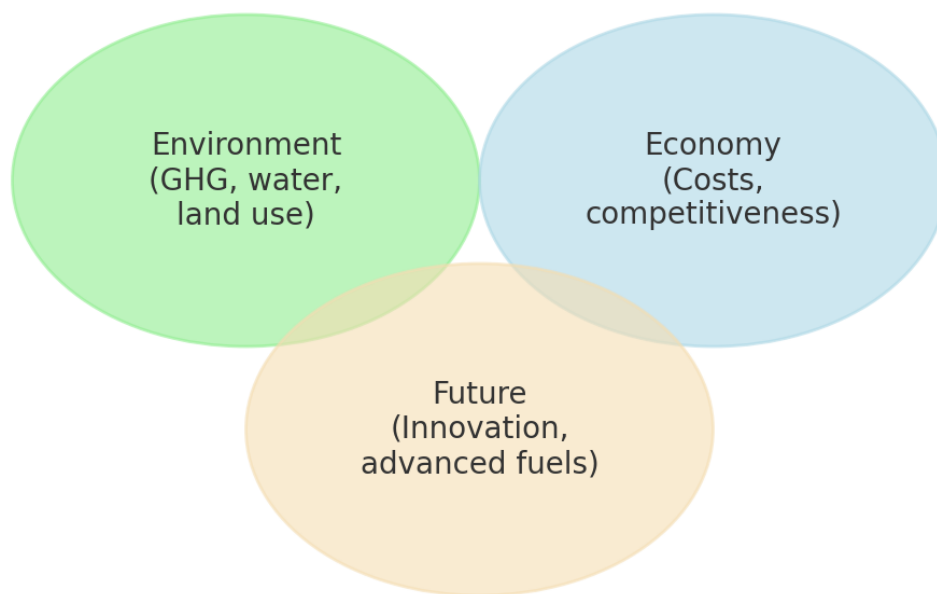 Environment
(GHG, water,
land use)
Economy
(Costs,
competitiveness)
Future
(Innovation,
advanced fuels)